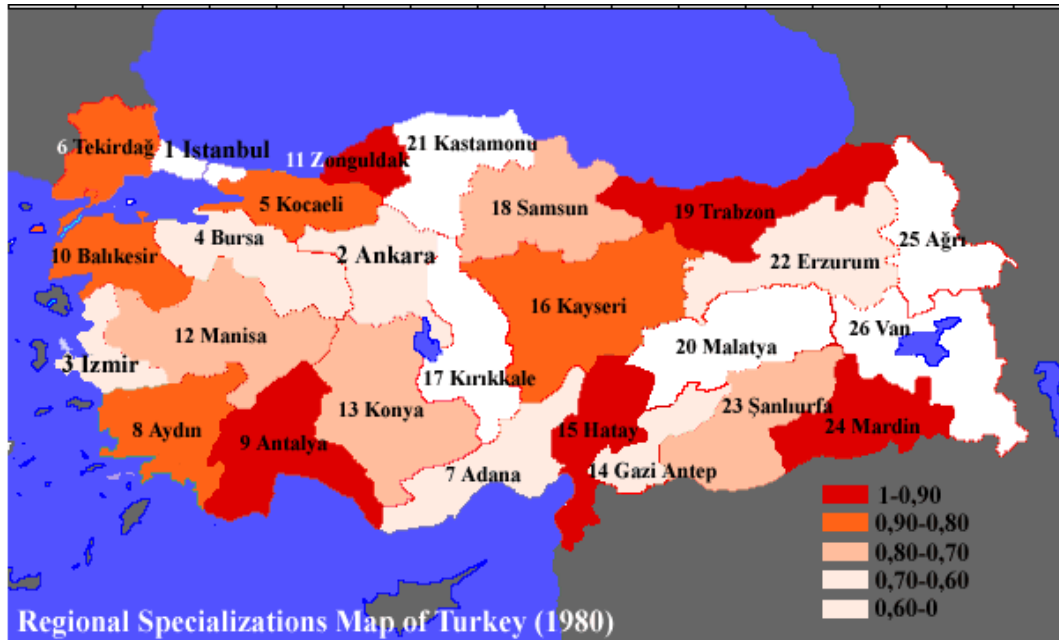 21 Kastamonu
6 Tekirdağ
1 Istanbul
11 Zonguldak
5 Kocaeli
18 Samsun
19 Trabzon
4 Bursa
2 Ankara
25 Ağrı
10 Balıkesir
22 Erzurum
16 Kayseri
12 Manisa
26 Van
20 Malatya
3 Izmir
17 Kırıkkale
13 Konya
23 Şanlıurfa
8 Aydın
9 Antalya
15 Hatay
24 Mardin
7 Adana
14 Gazi Antep
1-0,90
0,90-0,80
0,80-0,70
0,70-0,60
0,60-0
Regional Specializations Map of Turkey (1980)